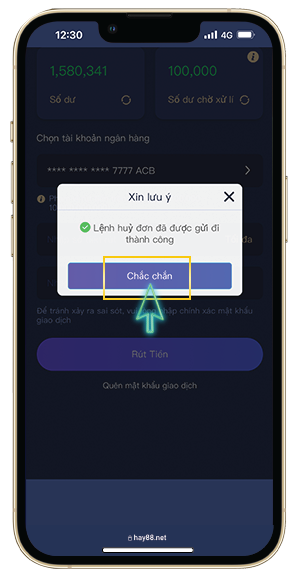 12:30
4G
1,580,341
100,000
Số dư
Số dư chờ xử lí
Chọn tài khoản ngân hàng
**** **** **** 7777 ACB
Xin lưu ý
Lệnh huỷ đơn đã được gửi đi
thành công
Chắc chắn
Để tránh xảy ra sai sót, vui nhập chính xác mật khẩu
giao dịch
Rút Tiền
Quên mật khẩu giao dịch
hay88.net